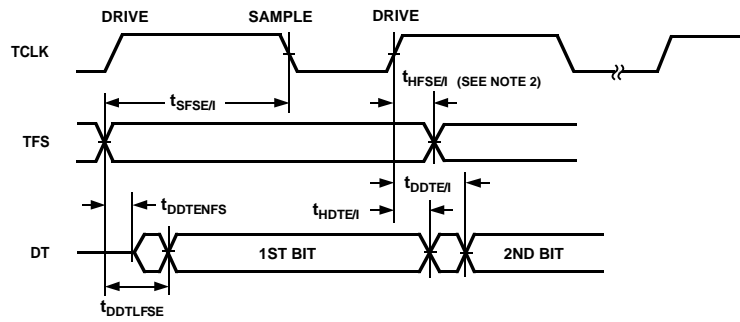 DRIVE SAMPLE DRIVE
TCLK
tHFSE/I (SEE NOTE 2)
tSFSE/I
TFS
tDDTE/I
tDDTENFS
tHDTE/I
DT 1ST BIT 2ND BIT
tDDTLFSE